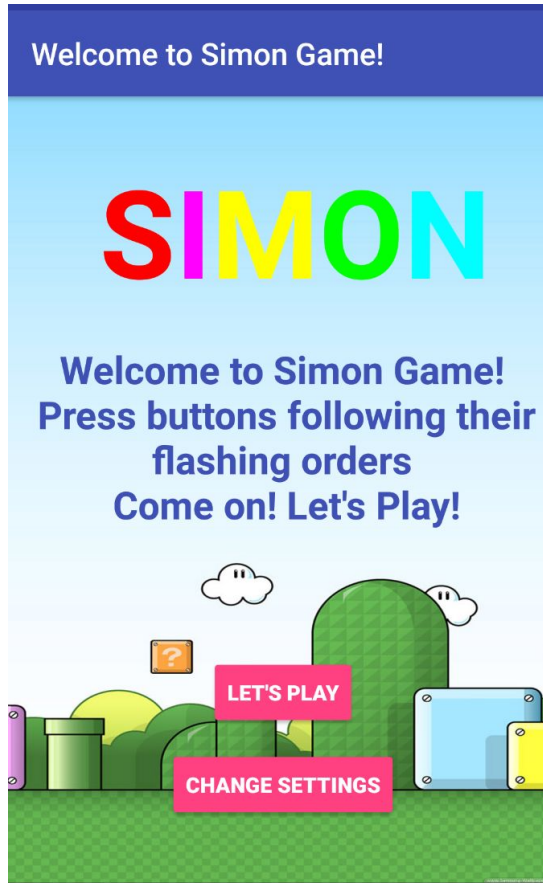 Welcome to Simon Game!
SIMON
Welcome to Simon Game!
Press buttons following their
flashing orders
Come on! Let's Play!
?
LET'S PLAY
CHANGE SETTINGS